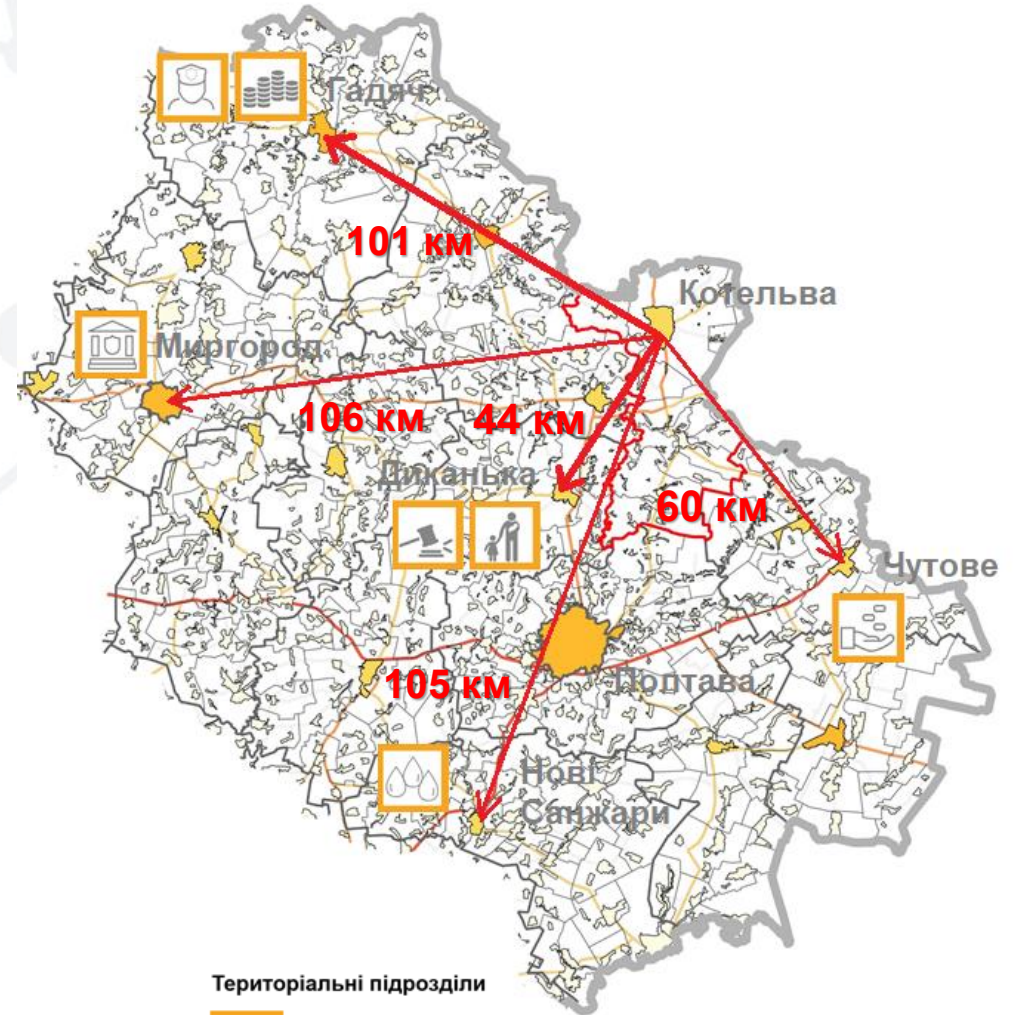 Гадяч
101 км
Котельва
Миргород
106 км
44 км
Диканька
60 км
Чутове
Полтава
105 км
Нові
Санжари
Територіальні підрозділи